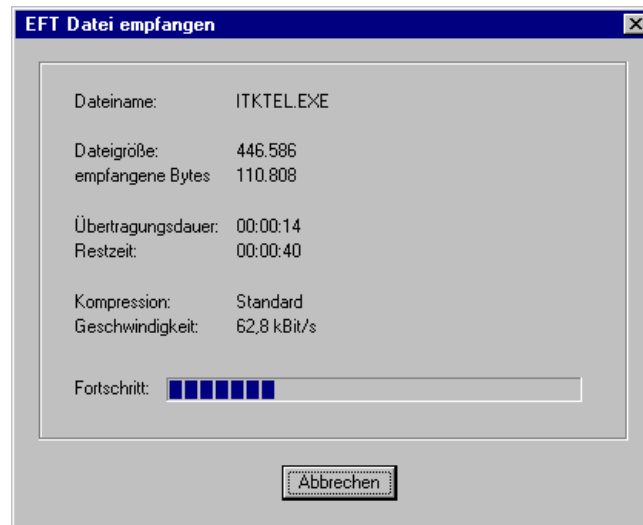 EFT Datei empfangen
Dateiname: ITKTEL.EXE
Dateigröße: 446.586
empfangene Bytes 110.808
Übertragungsdauer: 00:00:14
Restzeit: 00:00:40
Kompression: Standard
Geschwindigkeit: 62,8 kBit/s
Fortschritt:
Abbrechen